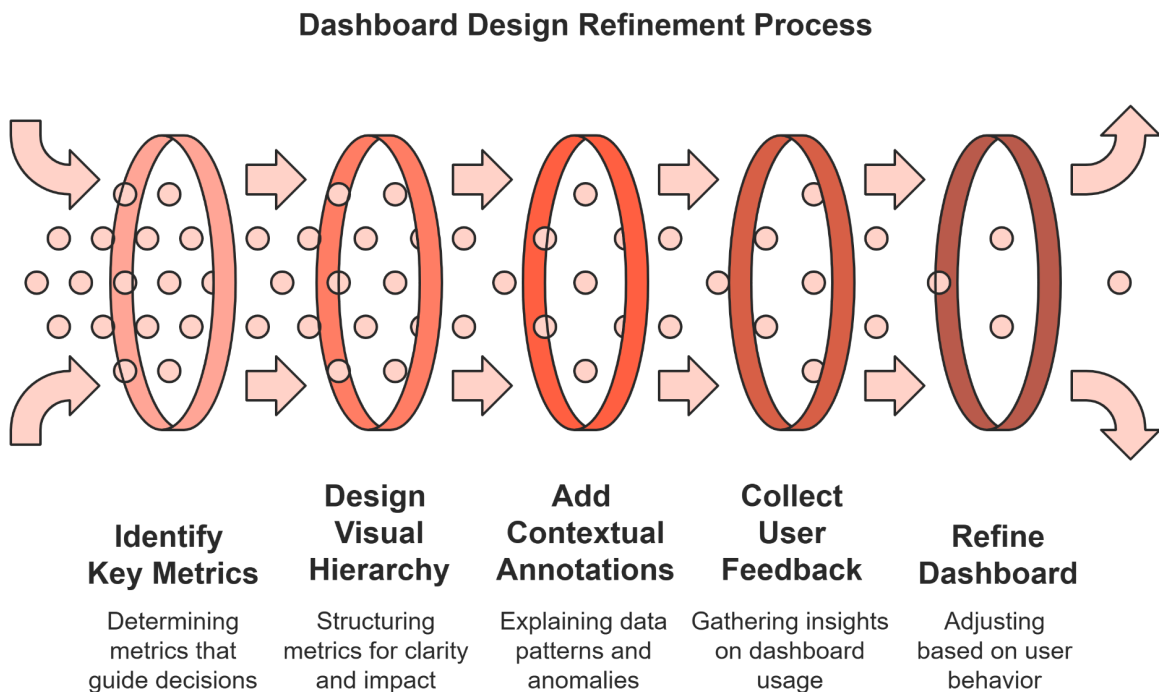 Dashboard Design Refinement Process
Identify
Key Metrics
Determining
metrics that
guide decisions
Design
Visual
Hierarchy
Structuring
metrics for clarity
and impact
Add
Contextual
Annotations
Explaining data
patterns and
anomalies
Collect
User
Feedback
Gathering insights
on dashboard
usage
Refine
Dashboard
Adjusting
based on user
behavior